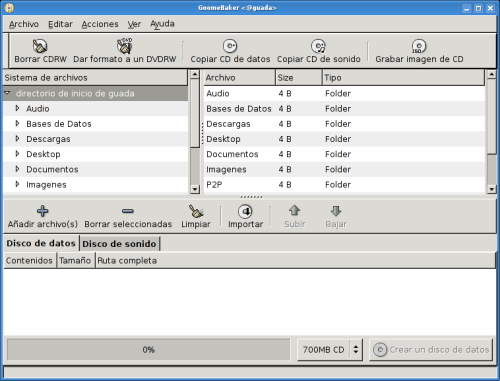 GnomeBaker <@guada>
Archivo Editar Acciones Ver Ayuda
Borrar CDRW Dar formato a un DVDRW Copiar CD de datos Copiar CD de sonido Grabar imagen de CD
Sistema de archivos Archivo Size Tipo
directorio de inicio de guada Audio 4 B Folder
Audio Bases de Datos 4 B Folder
Bases de Datos Descargas 4 B Folder
Descargas Desktop 4 B Folder
Desktop Documentos 4 B Folder
Documentos Imagenes 4 B Folder
Imagenes P2P 4 B Folder
Añadir archivo(s) Borrar seleccionadas Limpiar Importar Subir Bajar
Disco de datos Disco de sonido
Contenidos Tamaño Ruta completa
0% 700MB CD Crear un disco de datos